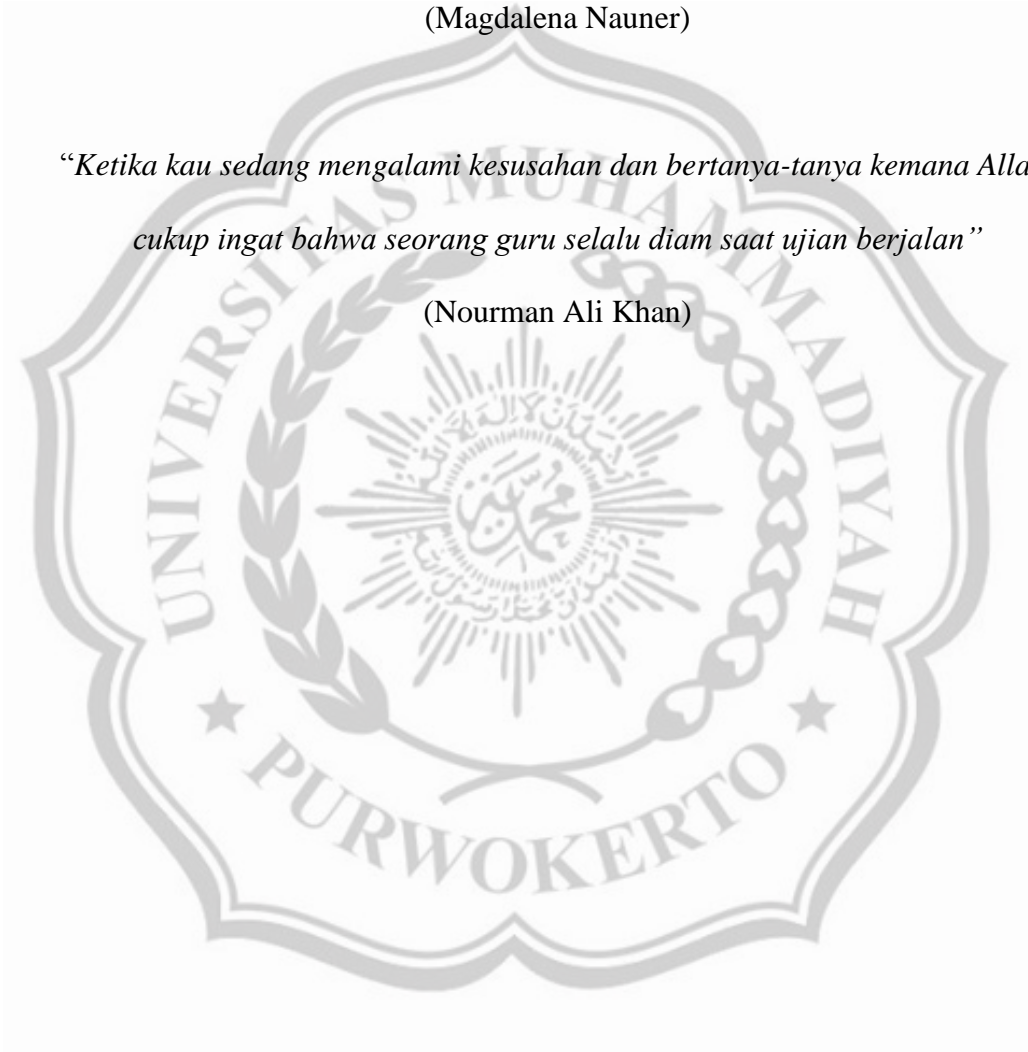 (Magdalena Nauner)
“Ketika kau sedang mengalami kesusahan dan bertanya-tanya kemana Alla
cukup ingat bahwa seorang guru selalu diam saat ujian berjalan”
(Nourman Ali Khan)
UNIVERSITAS MUHAMMADIYAH
PURWOKERTO